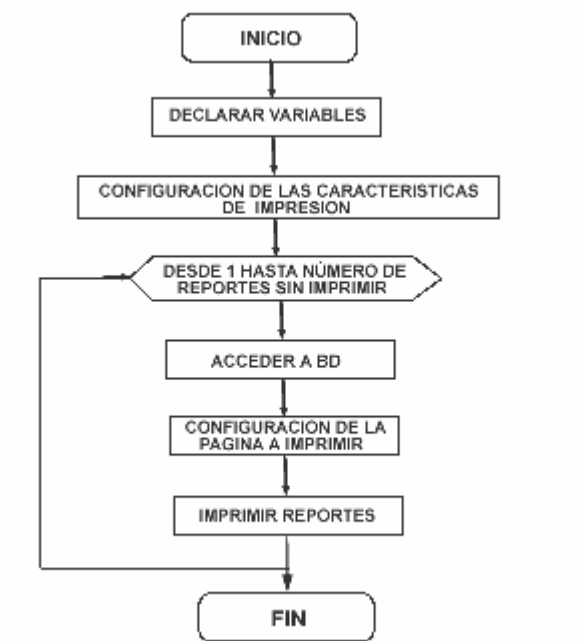 INICIO
DECLARAR VARIABLES
CONFIGURACION DE LAS CARACTERISTICAS
DE IMPRESION
DESDE 1 HASTA NÚMERO DE
REPORTES SIN IMPRIMIR
ACCEDER A BD
CONFIGURACION DE LA
PAGINA A IMPRIMIR
IMPRIMIR REPORTES
FIN